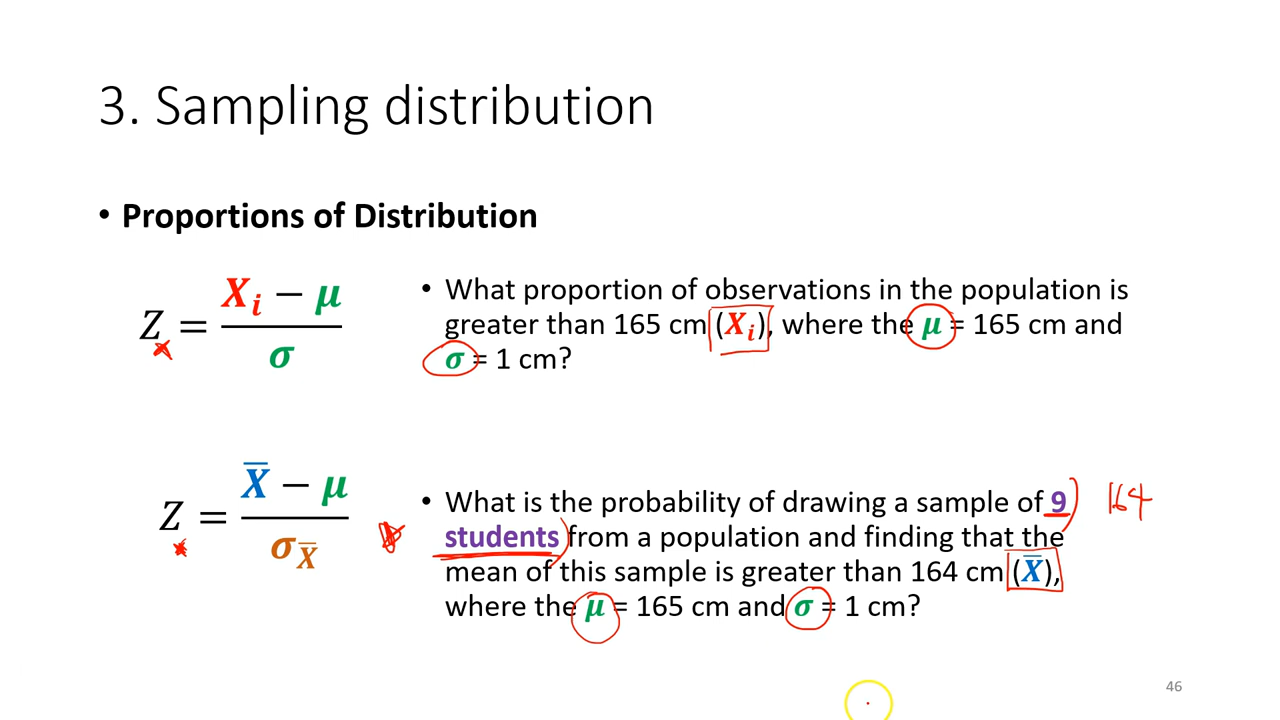 3. Sampling distribution
• Proportions of Distribution
Z = (Xᵢ − μ) / σ
• What proportion of observations in the population is
greater than 165 cm (Xᵢ), where the μ = 165 cm and
σ = 1 cm?
Z = (X̅ − μ) / σ_X̅
• What is the probability of drawing a sample of 9
students from a population and finding that the
mean of this sample is greater than 164 cm (X̅),
where the μ = 165 cm and σ = 1 cm?
164
46